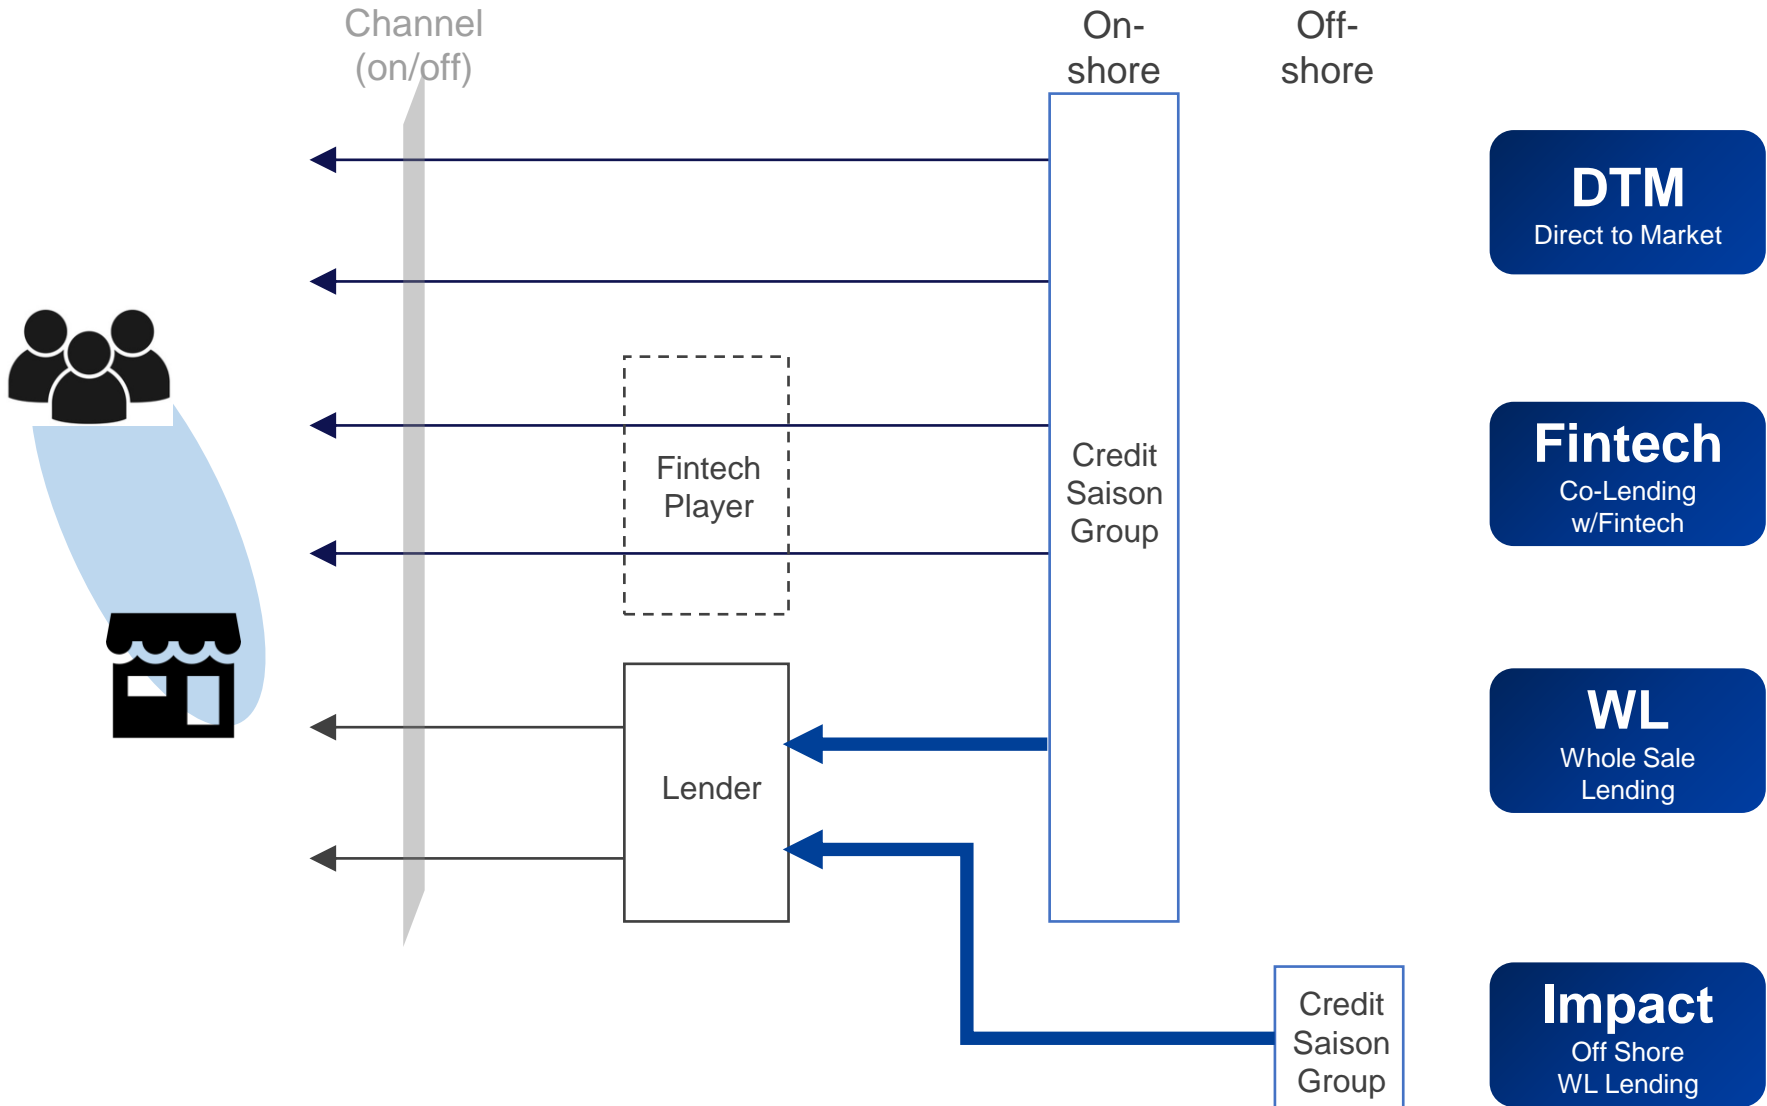 Channel
(on/off)
On-
shore
Off-
shore
DTM
Direct to Market
Fintech
Player
Credit
Saison
Group
Fintech
Co-Lending
w/Fintech
Lender
WL
Whole Sale
Lending
Credit
Saison
Group
Impact
Off Shore
WL Lending